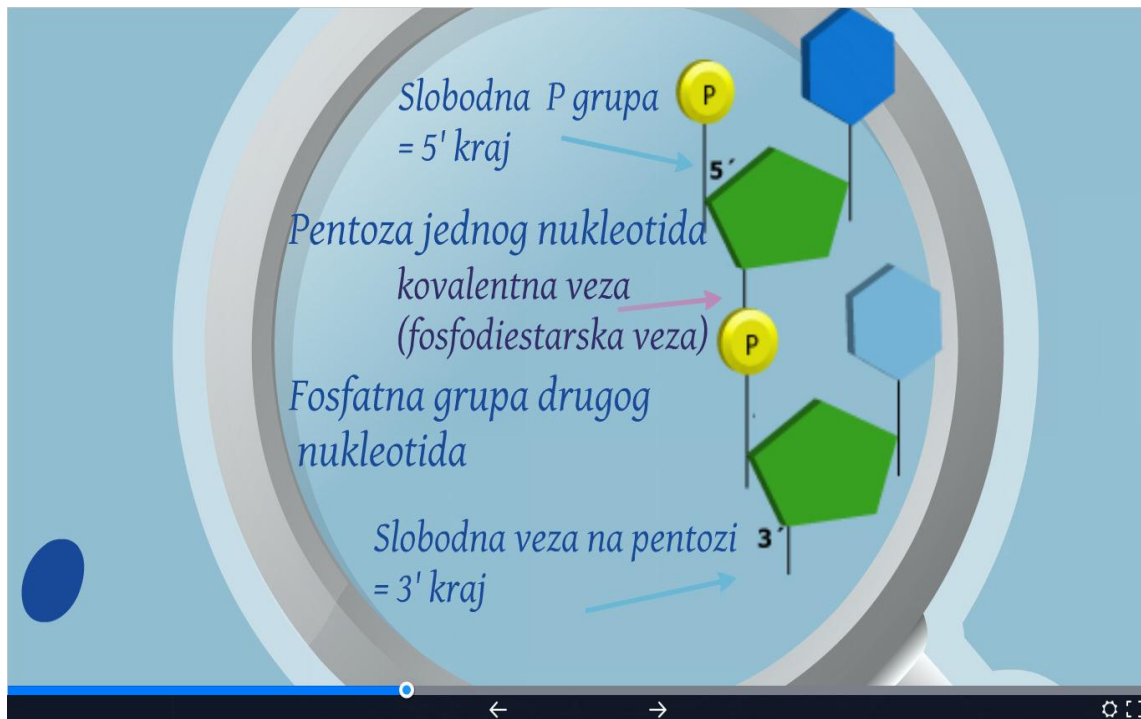 P
Slobodna P grupa
= 5' kraj
5´
Pentoza jednog nukleotida
kovalentna veza
(fosfodiestarska veza)
P
Fosfatna grupa drugog
nukleotida
Slobodna veza na pentozi
3´
= 3' kraj